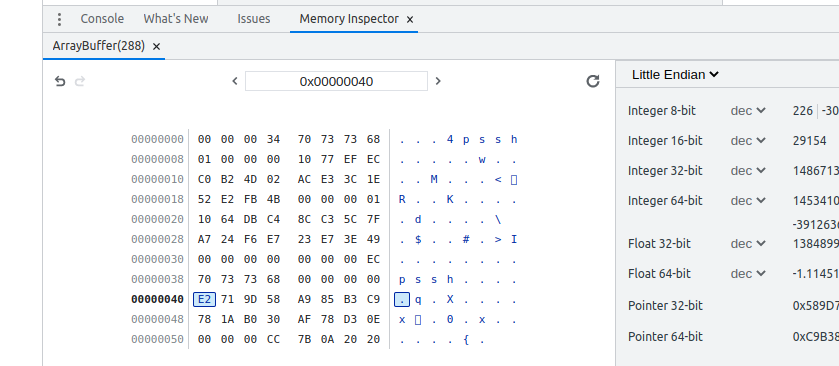 Console What's New Issues Memory Inspector ×
ArrayBuffer(288) ×
0x00000040
Little Endian
00000000 00 00 00 34 70 73 73 68 . . . 4 p s s h
00000008 01 00 00 00 10 77 EF EC . . . . . w . .
00000010 C0 B2 4D 02 AC E3 3C 1E . . M . . . < ▯
00000018 52 E2 FB 4B 00 00 00 01 R . . K . . . .
00000020 10 64 DB C4 8C C3 5C 7F . d . . . . \
00000028 A7 24 F6 E7 23 E7 3E 49 . $ . . # . > I
00000030 00 00 00 00 00 00 00 EC . . . . . . . .
00000038 70 73 73 68 00 00 00 00 p s s h . . . .
00000040 E2 71 9D 58 A9 85 B3 C9 . q . X . . . .
00000048 78 1A B0 30 AF 78 D3 0E x ▯ . 0 . x . .
00000050 00 00 00 CC 7B 0A 20 20 . . . . { .
Integer 8-bit dec 226 -30
Integer 16-bit dec 29154
Integer 32-bit dec 1486713
Integer 64-bit dec 1453410
-391263
Float 32-bit dec 1384899
Float 64-bit dec -1.11451
Pointer 32-bit 0x589D7
Pointer 64-bit 0xC9B38